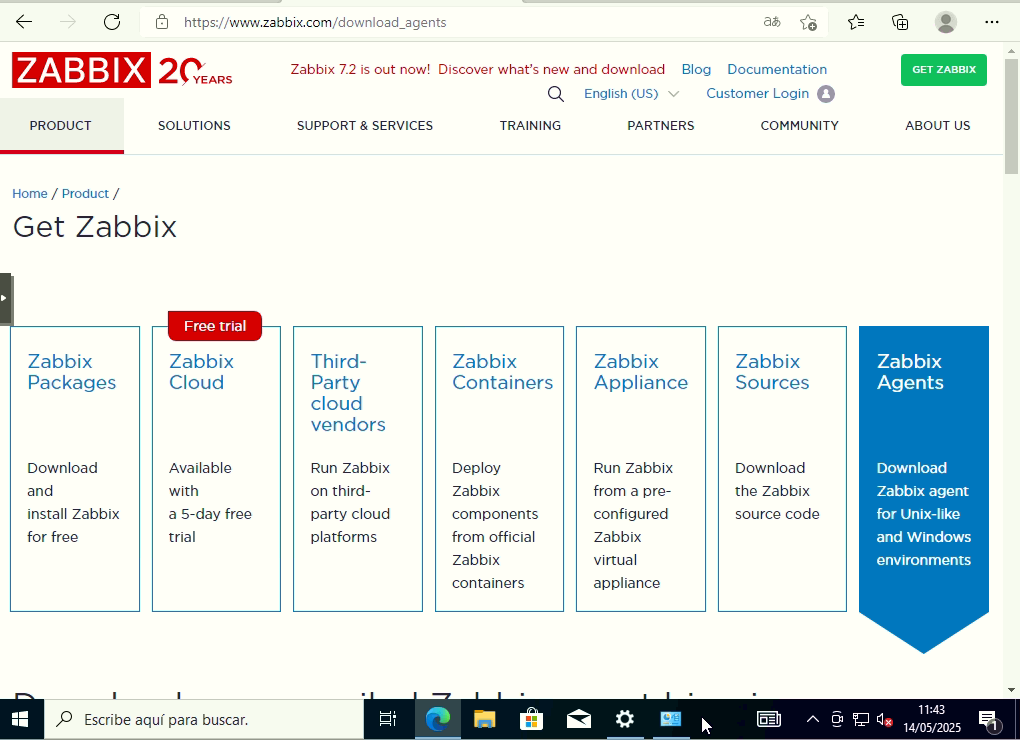 https://www.zabbix.com/download_agents
ZABBIX 20 YEARS
Zabbix 7.2 is out now! Discover what's new and download
Blog
Documentation
GET ZABBIX
English (US)
Customer Login
PRODUCT
SOLUTIONS
SUPPORT & SERVICES
TRAINING
PARTNERS
COMMUNITY
ABOUT US
Home / Product /
Get Zabbix
Zabbix
Packages
Download
and
install Zabbix
for free
Free trial
Zabbix
Cloud
Available
with
a 5-day free
trial
Third-
Party
cloud
vendors
Run Zabbix
on third-
party cloud
platforms
Zabbix
Containers
Deploy
Zabbix
components
from official
Zabbix
containers
Zabbix
Appliance
Run Zabbix
from a pre-
configured
Zabbix
virtual
appliance
Zabbix
Sources
Download
the Zabbix
source code
Zabbix
Agents
Download
Zabbix agent
for Unix-like
and Windows
environments
Escribe aquí para buscar.
11:43
14/05/2025
1